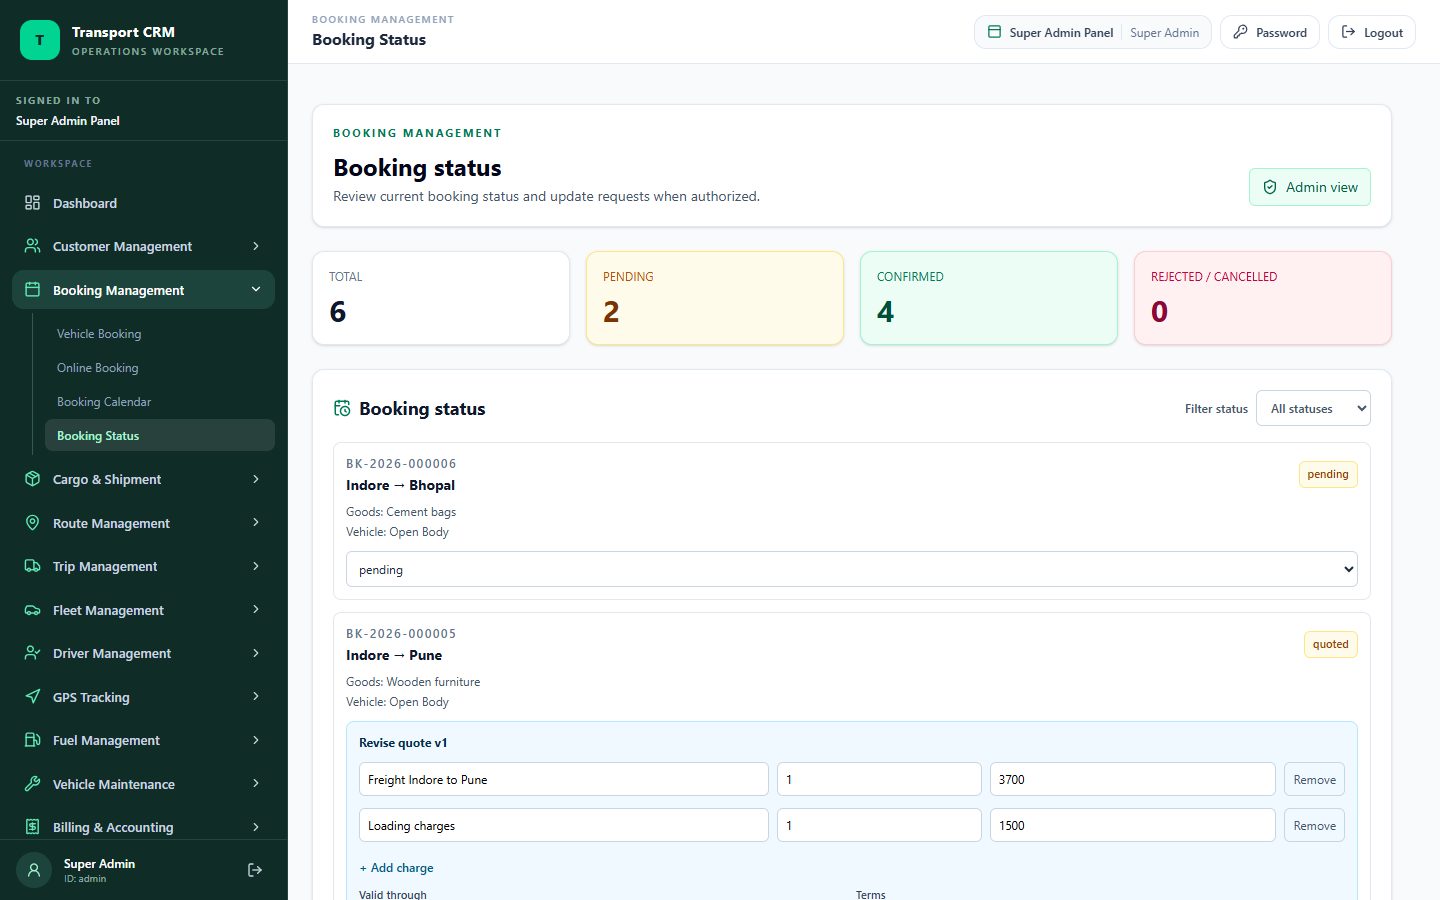 T
Transport CRM
OPERATIONS WORKSPACE
SIGNED IN TO
Super Admin Panel
WORKSPACE
Dashboard
Customer Management
Booking Management
Vehicle Booking
Online Booking
Booking Calendar
Booking Status
Cargo & Shipment
Route Management
Trip Management
Fleet Management
Driver Management
GPS Tracking
Fuel Management
Vehicle Maintenance
Billing & Accounting
Super Admin
ID: admin
BOOKING MANAGEMENT
Booking Status
Super Admin Panel Super Admin
Password
Logout
BOOKING MANAGEMENT
Booking status
Review current booking status and update requests when authorized.
Admin view
TOTAL
6
PENDING
2
CONFIRMED
4
REJECTED / CANCELLED
0
Booking status
Filter status All statuses
BK-2026-000006
Indore → Bhopal
pending
Goods: Cement bags
Vehicle: Open Body
pending
BK-2026-000005
Indore → Pune
quoted
Goods: Wooden furniture
Vehicle: Open Body
Revise quote v1
Freight Indore to Pune 1 3700 Remove
Loading charges 1 1500 Remove
+ Add charge
Valid through Terms